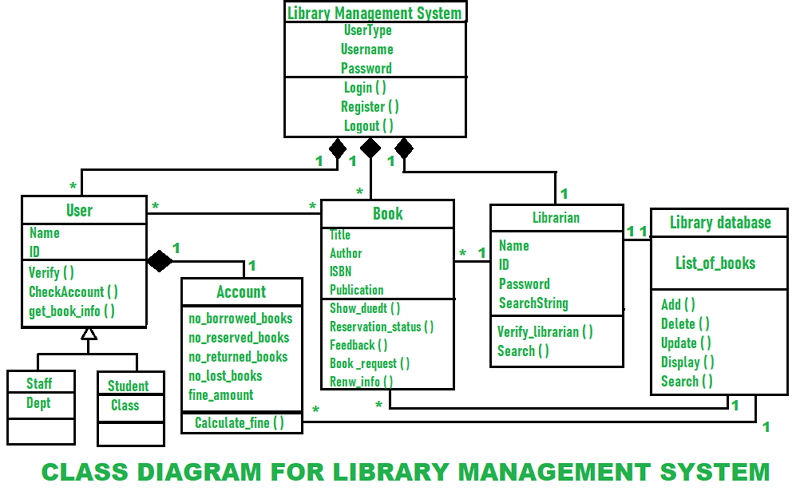 Library Management System
UserType
Username
Password
Login ( )
Register ( )
Logout ( )
1
1
1
*
*
1
User
Name
ID
Verify ( )
CheckAccount ( )
get_book_info ( )
*
*
1
1
Account
no_borrowed_books
no_reserved_books
no_returned_books
no_lost_books
fine_amount
Calculate_fine ( )
Book
Title
Author
ISBN
Publication
Show_duedt ( )
Reservation_status ( )
Feedback ( )
Book _request ( )
Renw_info ( )
*
1
Librarian
Name
ID
Password
SearchString
Verify_librarian ( )
Search ( )
1
1
Library database
List_of_books
Add ( )
Delete ( )
Update ( )
Display ( )
Search ( )
Staff
Dept
Student
Class
*
1
*
1
CLASS DIAGRAM FOR LIBRARY MANAGEMENT SYSTEM